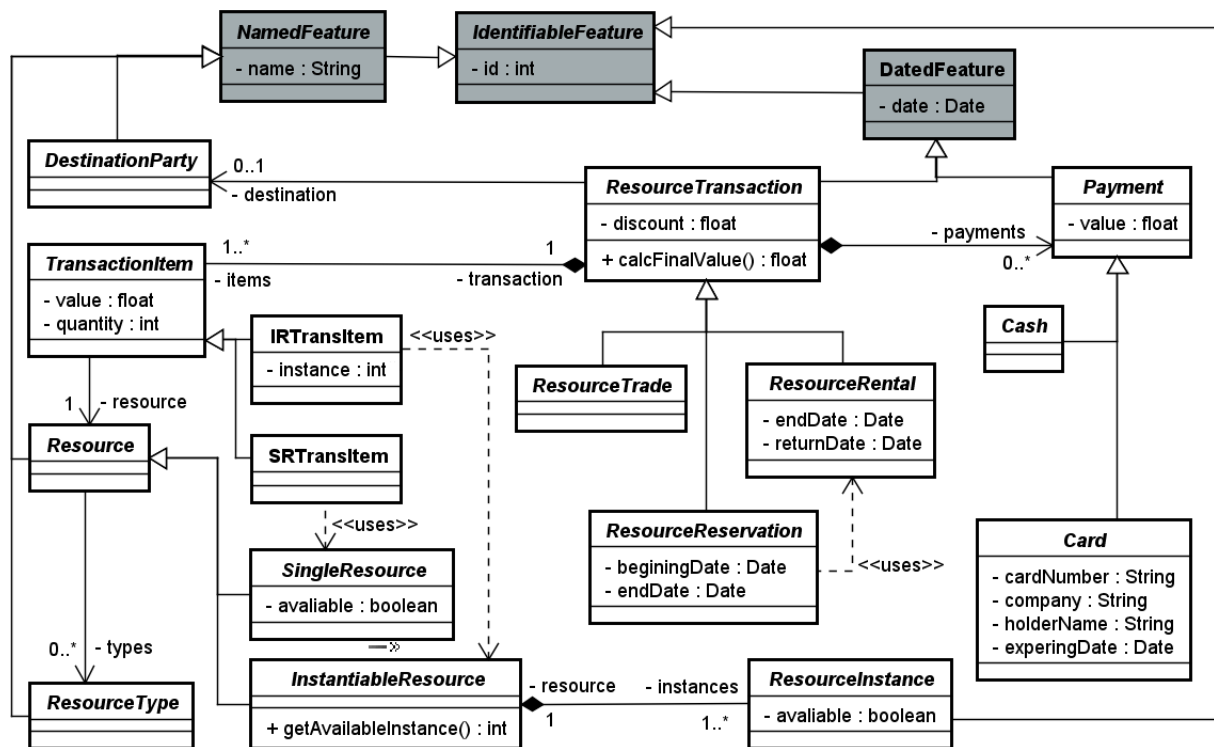 NamedFeature
- name : String
IdentifiableFeature
- id : int
DatedFeature
- date : Date
DestinationParty
0..1
- destination
ResourceTransaction
- discount : float
+ calcFinalValue() : float
Payment
- value : float
- payments
0..*
TransactionItem
- value : float
- quantity : int
1..*
- items
1
- transaction
IRTransItem
- instance : int
<<uses>>
Cash
ResourceTrade
ResourceRental
- endDate : Date
- returnDate : Date
1
- resource
Resource
SRTransItem
<<uses>>
ResourceReservation
- beginingDate : Date
- endDate : Date
<<uses>>
Card
- cardNumber : String
- company : String
- holderName : String
- experingDate : Date
SingleResource
- avaliable : boolean
0..*
- types
ResourceType
InstantiableResource
+ getAvailableInstance() : int
- resource
1
- instances
1..*
ResourceInstance
- avaliable : boolean